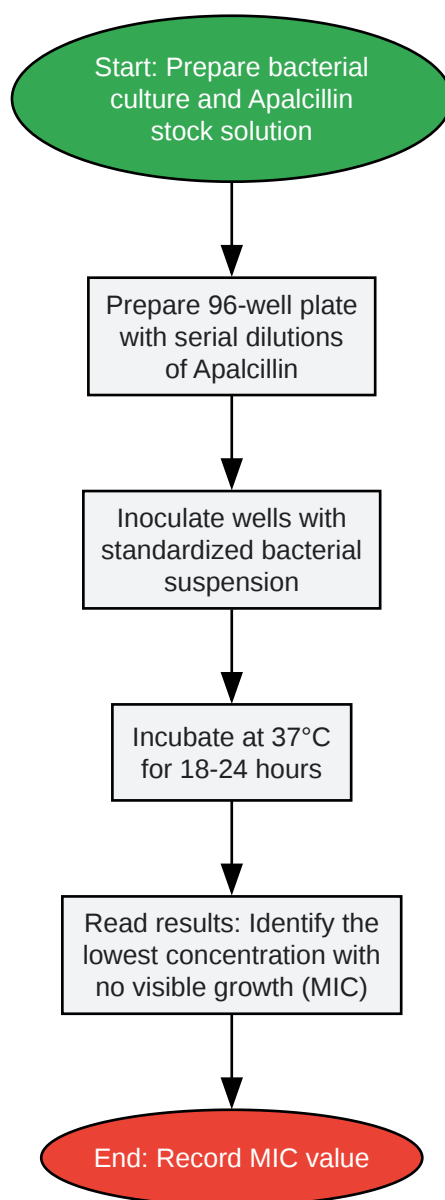 Start: Prepare bacterial
culture and Apalcillin
stock solution
Prepare 96-well plate
with serial dilutions
of Apalcillin
Inoculate wells with
standardized bacterial
suspension
Incubate at 37°C
for 18-24 hours
Read results: Identify the
lowest concentration with
no visible growth (MIC)
End: Record MIC value